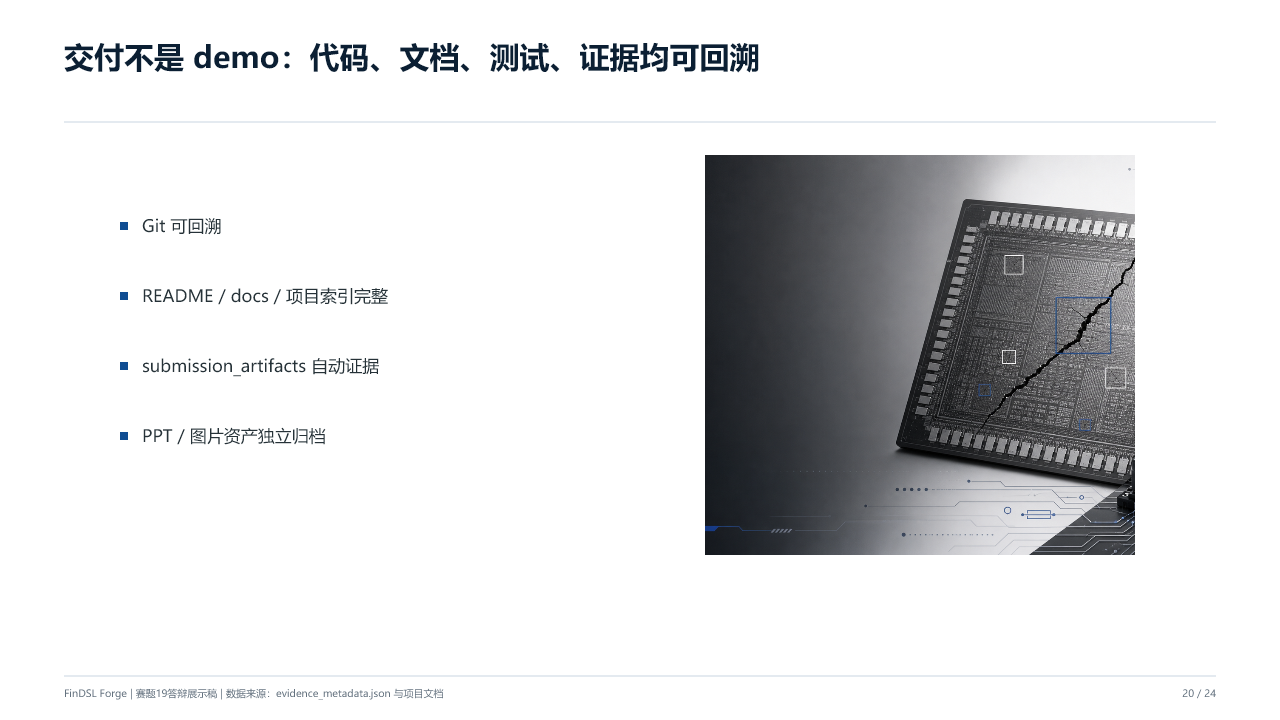 交付不是 demo：代码、文档、测试、证据均可回溯
Git 可回溯
README / docs / 项目索引完整
submission_artifacts 自动证据
PPT / 图片资产独立归档
FinDSL Forge | 赛题19答辩展示稿 | 数据来源：evidence_metadata.json 与项目文档
20 / 24